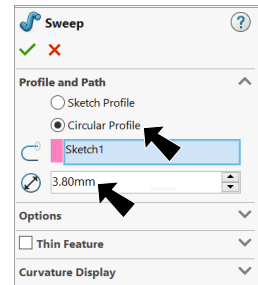 Sweep
Profile and Path
Sketch Profile
Circular Profile
Sketch1
3.80mm
Options
Thin Feature
Curvature Display